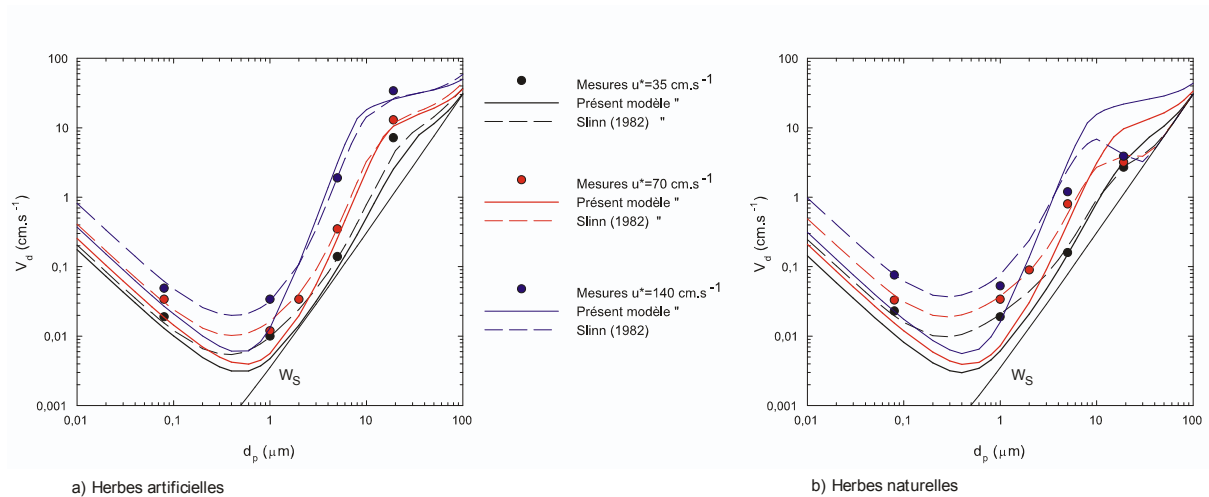 100
10
1
0,1
0,01
0,001
V_d (cm.s⁻¹)
0,01
0,1
1
10
100
d_p (µm)
W_S
a) Herbes artificielles
Mesures u*=35 cm.s⁻¹
Présent modèle "
Slinn (1982) "
Mesures u*=70 cm.s⁻¹
Présent modèle "
Slinn (1982) "
Mesures u*=140 cm.s⁻¹
Présent modèle "
Slinn (1982)
100
10
1
0,1
0,01
0,001
V_d (cm.s⁻¹)
0,01
0,1
1
10
100
d_p (µm)
W_S
b) Herbes naturelles